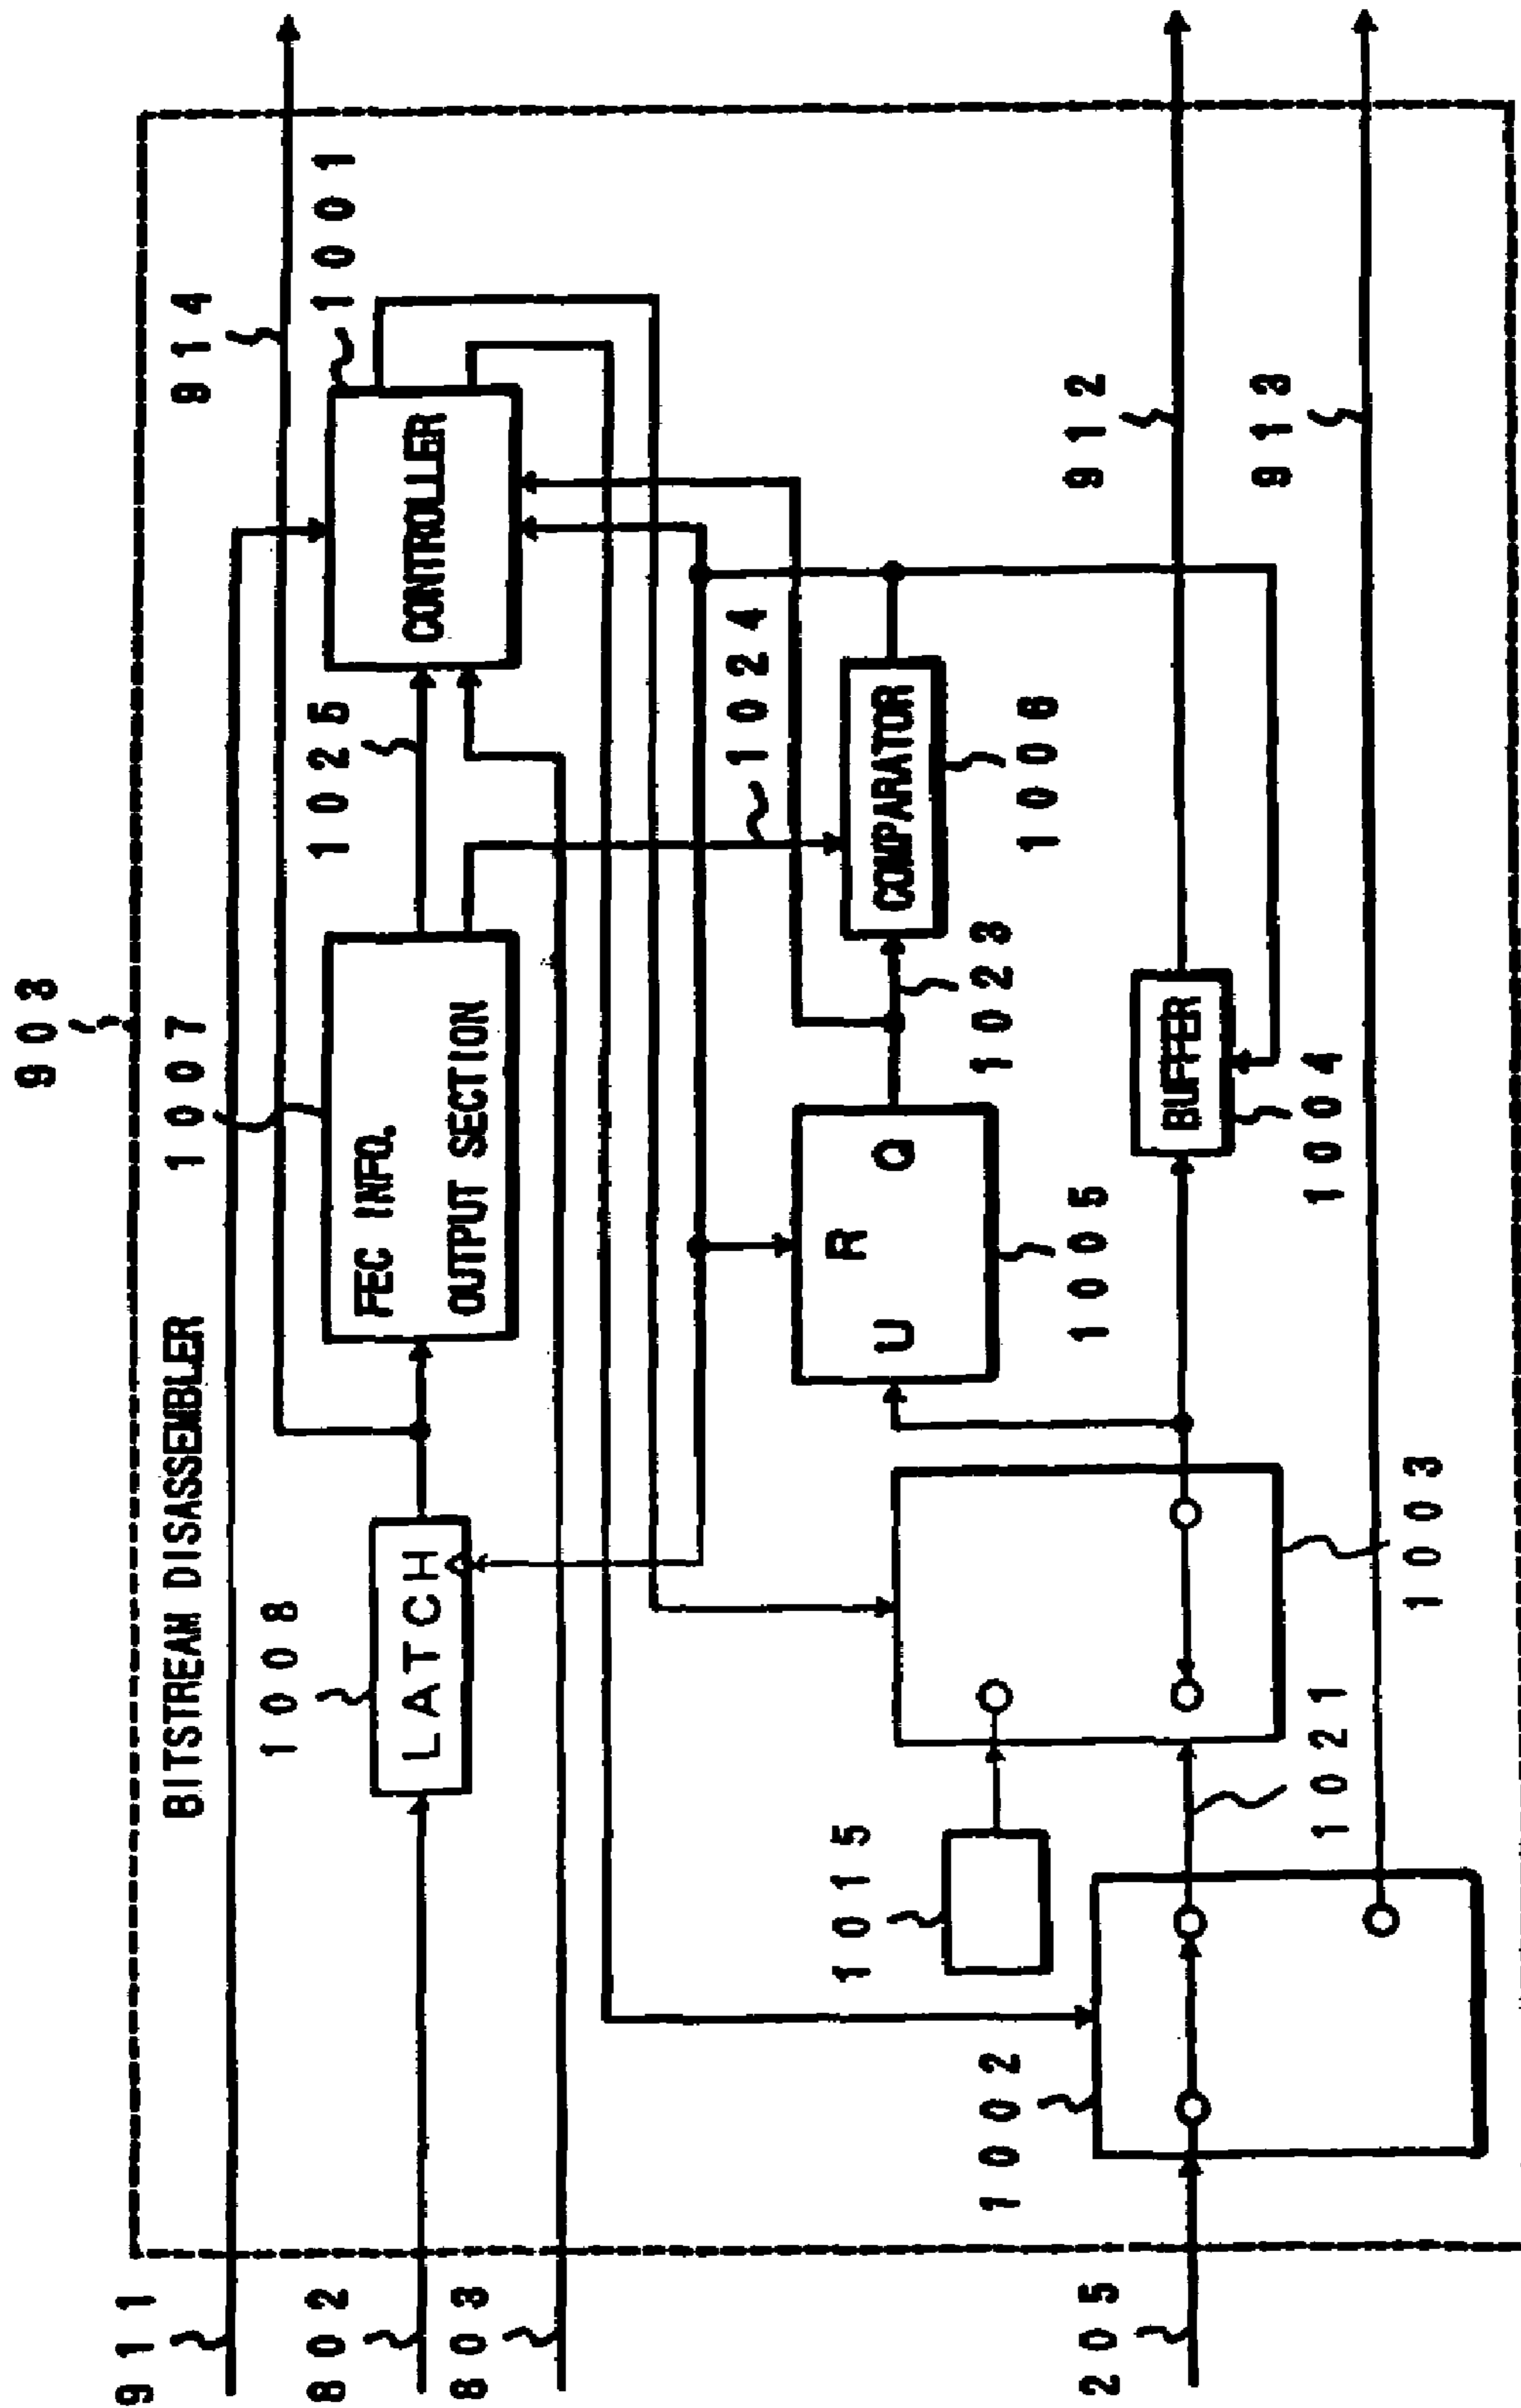 903
BITSTREAM DISASSEMBLER
911
914
1007
1008
1025
1001
802
LATCH
FEC INFO.
OUTPUT SECTION
CONTROLLER
803
1024
1015
U R Q
1005
1023
COMPARATOR
1006
1002
205
1021
1003
BUFFER
1004
912
913